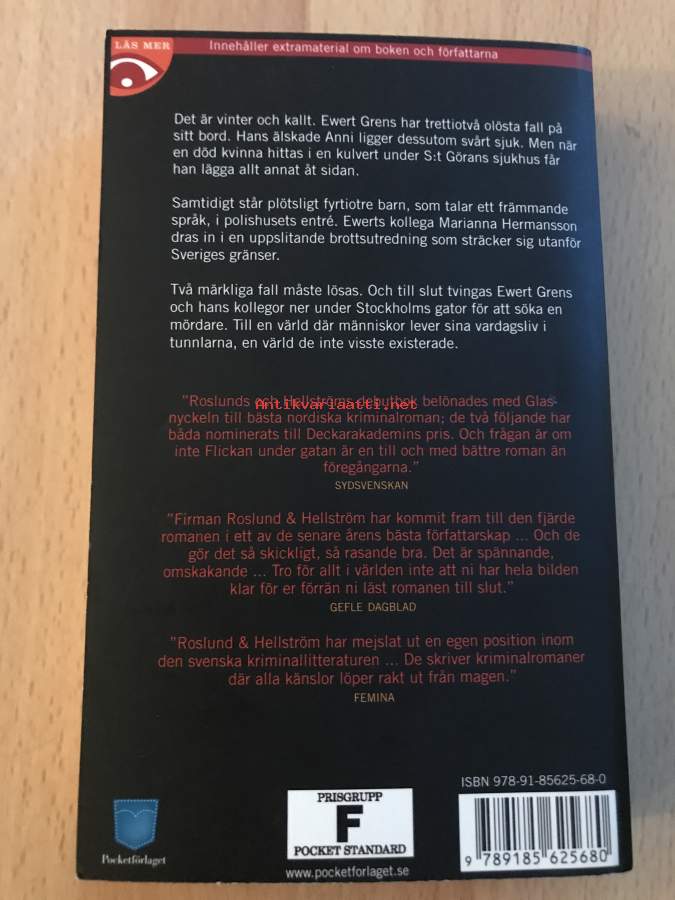 LÄS MER
Innehåller extramaterial om boken och författarna
Det är vinter och kallt. Ewert Grens har trettiotvå olösta fall på
sitt bord. Hans älskade Anni ligger dessutom svårt sjuk. Men när
en död kvinna hittas i en kulvert under S:t Görans sjukhus får
han lägga allt annat åt sidan.
Samtidigt står plötsligt fyrtiotre barn, som talar ett främmande
språk, i polishusets entré. Ewerts kollega Marianna Hermansson
dras in i en uppslitande brottsutredning som sträcker sig utanför
Sveriges gränser.
Två märkliga fall måste lösas. Och till slut tvingas Ewert Grens
och hans kollegor ner under Stockholms gator för att söka en
mördare. Till en värld där människor lever sina vardagsliv i
tunnlarna, en värld de inte visste existerade.
"Roslunds och Hellströms debutbok belönades med Glas-
Antikvariaatti.net
nyckeln till bästa nordiska kriminalroman; de två följande har
båda nominerats till Deckarakademins pris. Och frågan är om
inte Flickan under gatan är en till och med bättre roman än
föregångarna."
SYDSVENSKAN
"Firman Roslund & Hellström har kommit fram till den fjärde
romanen i ett av de senare årens bästa författarskap ... Och de
gör det så skickligt, så rasande bra. Det är spännande,
omskakande ... Tro för allt i världen inte att ni har hela bilden
klar för er förrän ni läst romanen till slut."
GEFLE DAGBLAD
"Roslund & Hellström har mejslat ut en egen position inom
den svenska kriminallitteraturen ... De skriver kriminalromaner
där alla känslor löper rakt ut från magen."
FEMINA
ISBN 978-91-85625-68-0
PRISGRUPP
F
POCKET STANDARD
Pocketförlaget
www.pocketforlaget.se
9 789185 625680